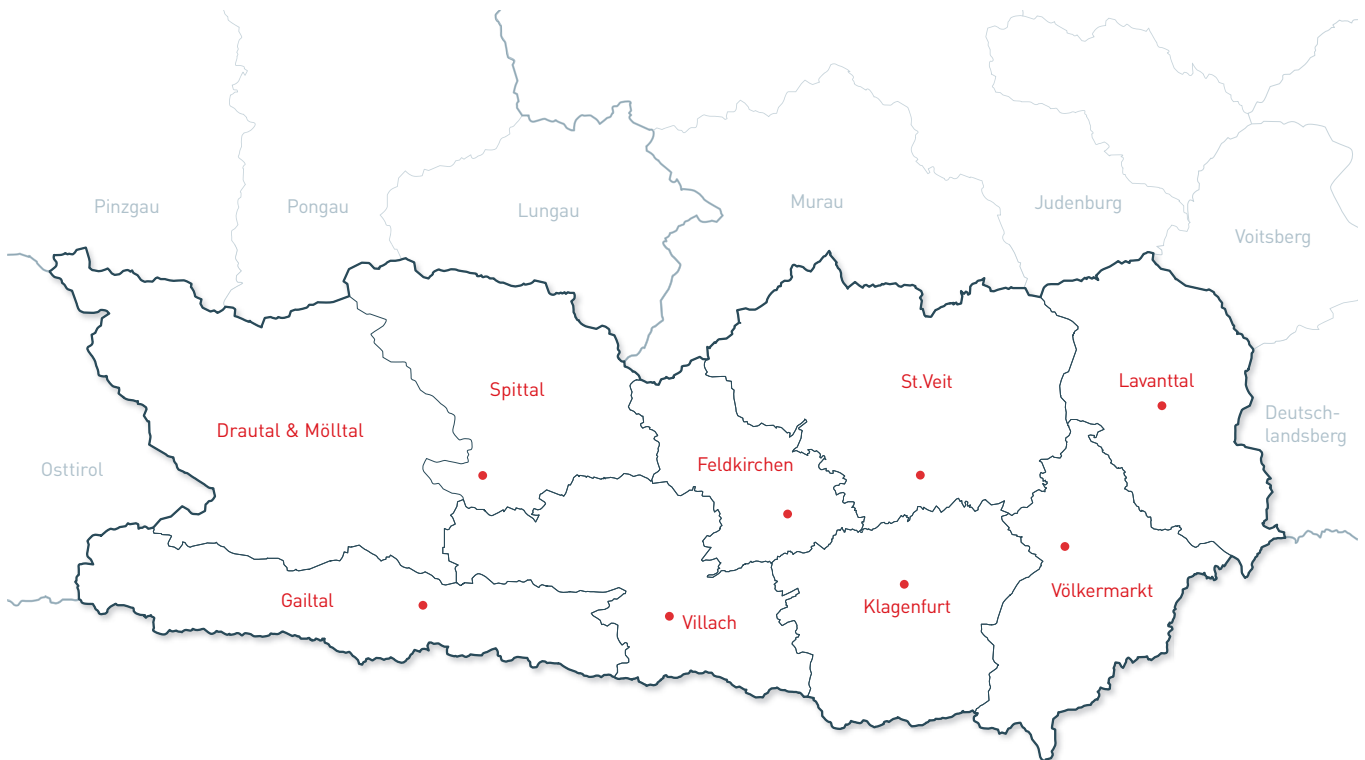 Pinzgau
Pongau
Lungau
Murau
Judenburg
Voitsberg
Spittal
St.Veit
Lavanttal
Drautal & Mölltal
Deutsch-
landsberg
Osttirol
Feldkirchen
Gailtal
Villach
Klagenfurt
Völkermarkt